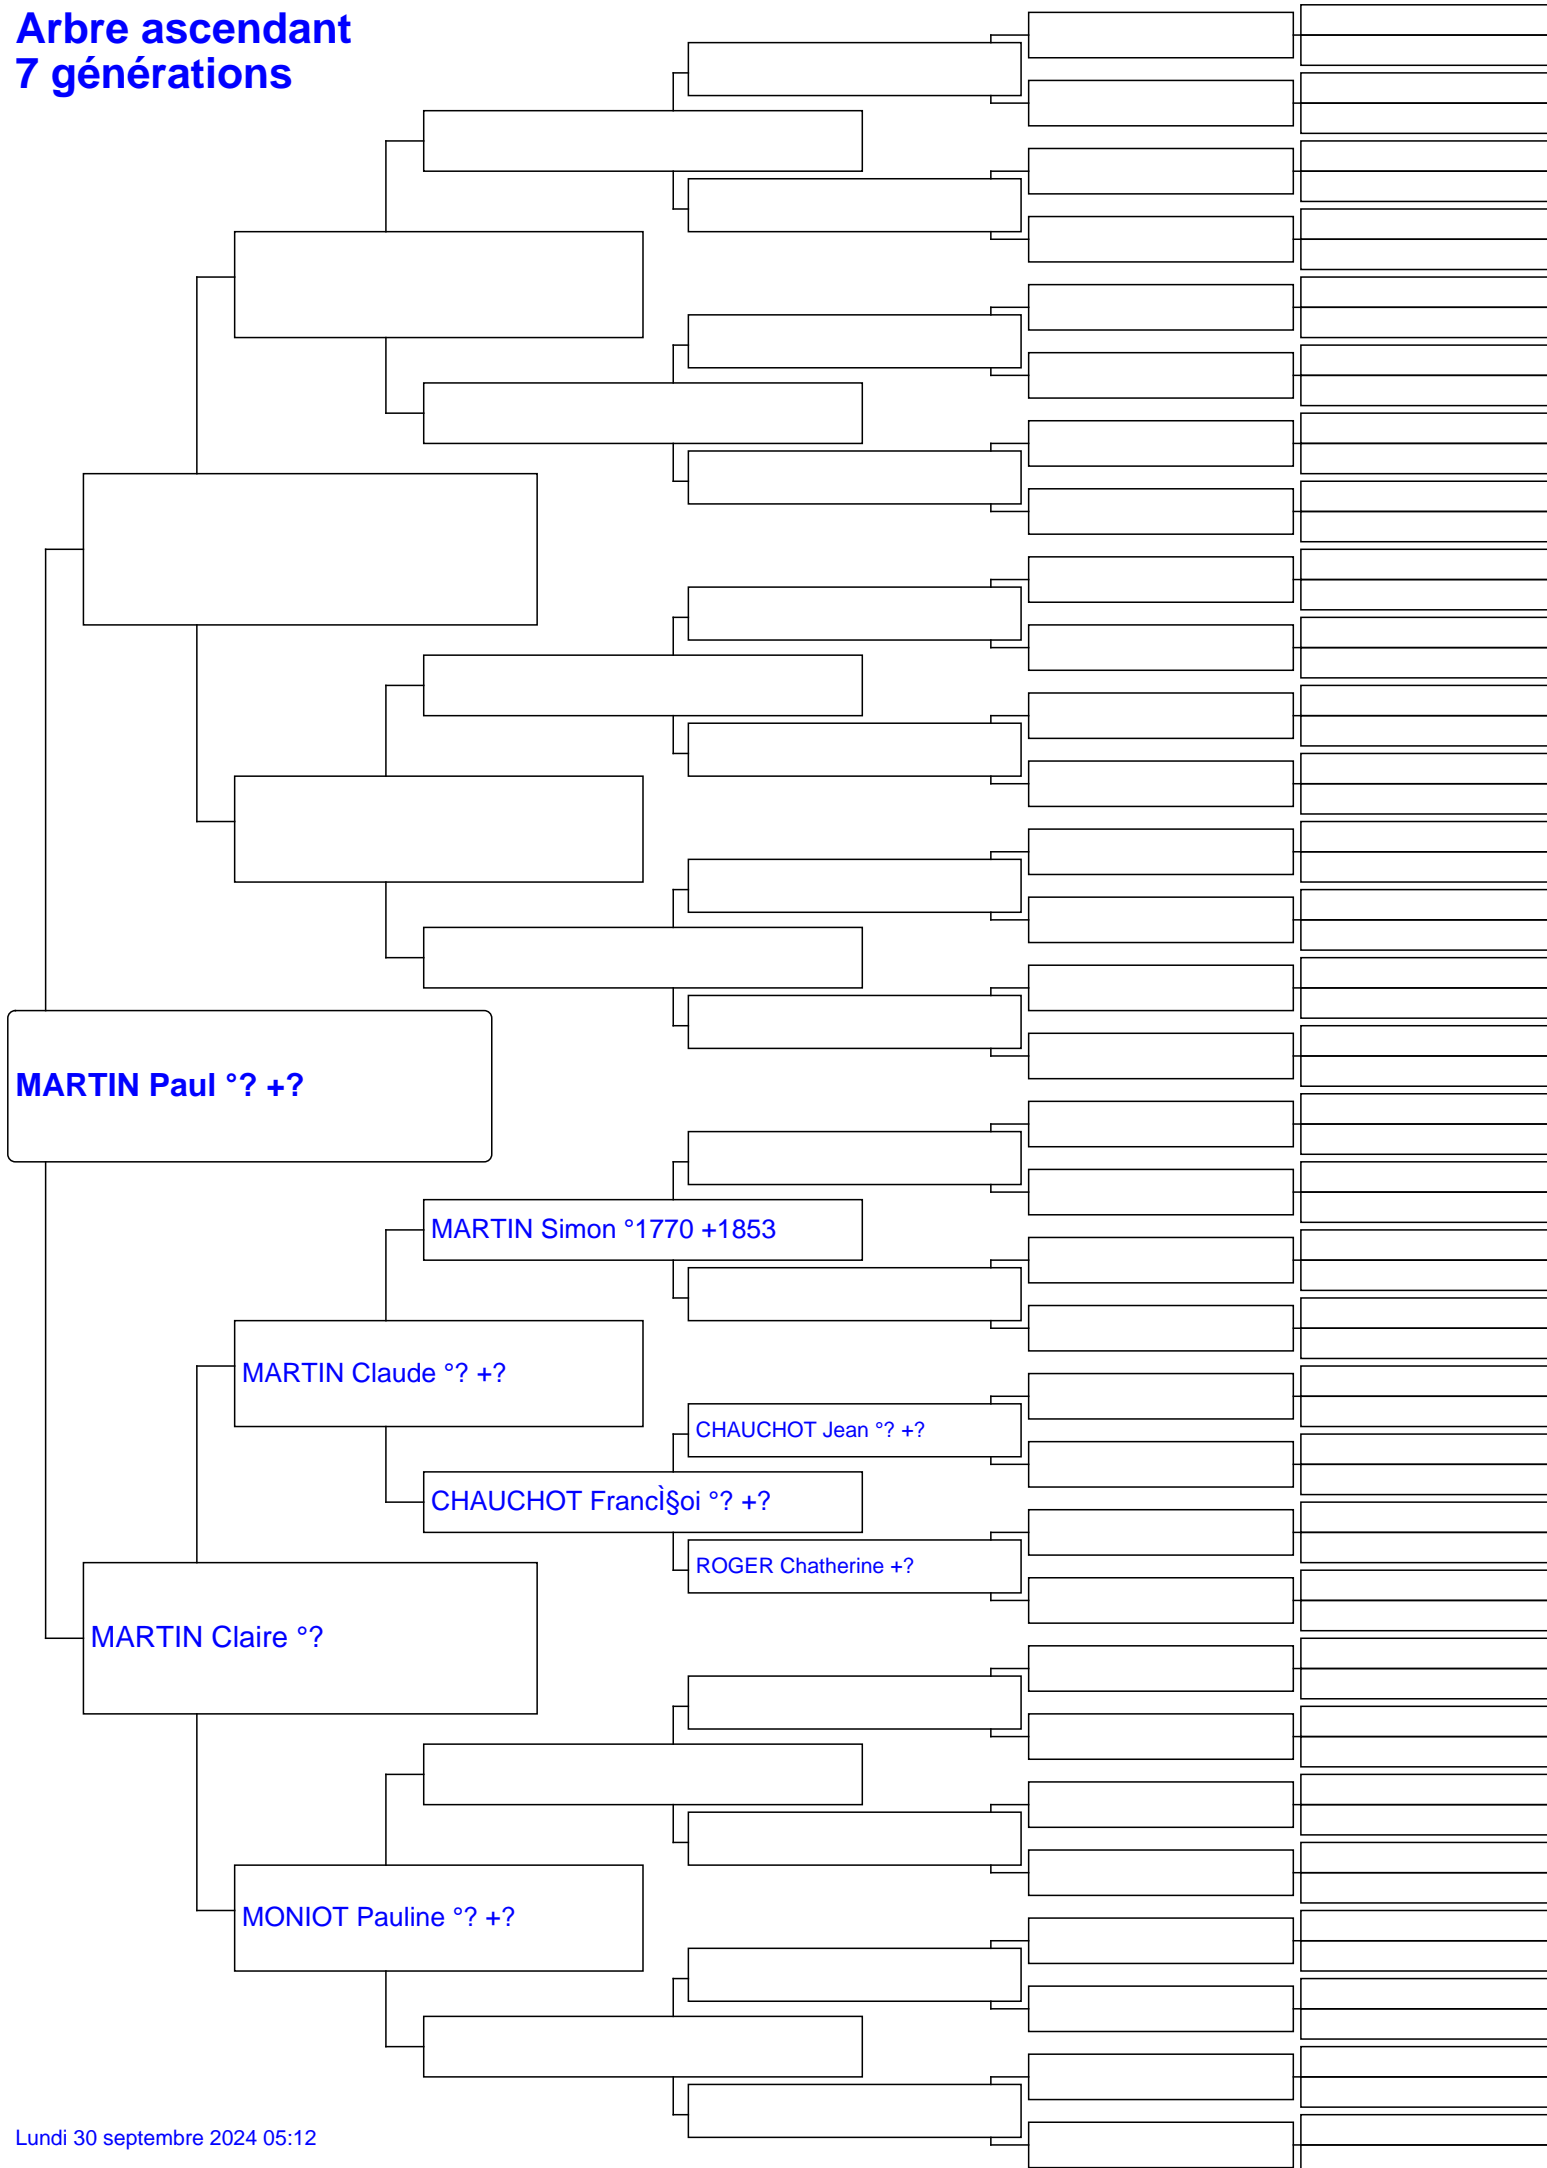 Arbre ascendant
7 générations
MARTIN Paul °? +?
MARTIN Simon °1770 +1853
MARTIN Claude °? +?
CHAUCHOT Jean °? +?
CHAUCHOT FrancÌ§oi °? +?
ROGER Chatherine +?
MARTIN Claire °?
MONIOT Pauline °? +?
Lundi 30 septembre 2024 05:12